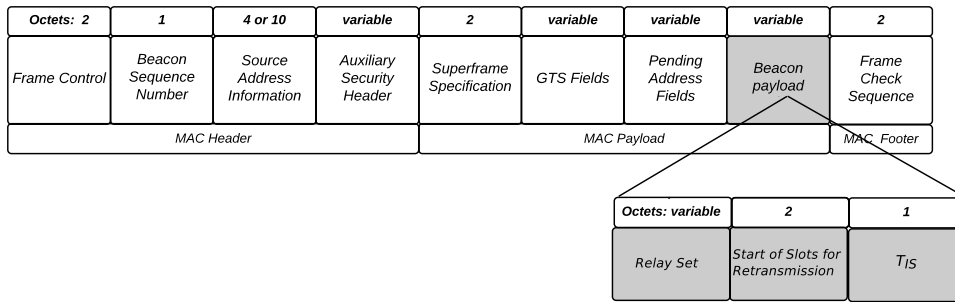 Octets: 2 1 4 or 10 variable 2 variable variable variable 2
Frame Control
Beacon
Sequence
Number
Source
Address
Information
Auxiliary
Security
Header
Superframe
Specification
GTS Fields
Pending
Address
Fields
Beacon
payload
Frame
Check
Sequence
MAC Header MAC Payload MAC Footer
Octets: variable 2 1
Relay Set
Start of Slots for
Retransmission
TIS